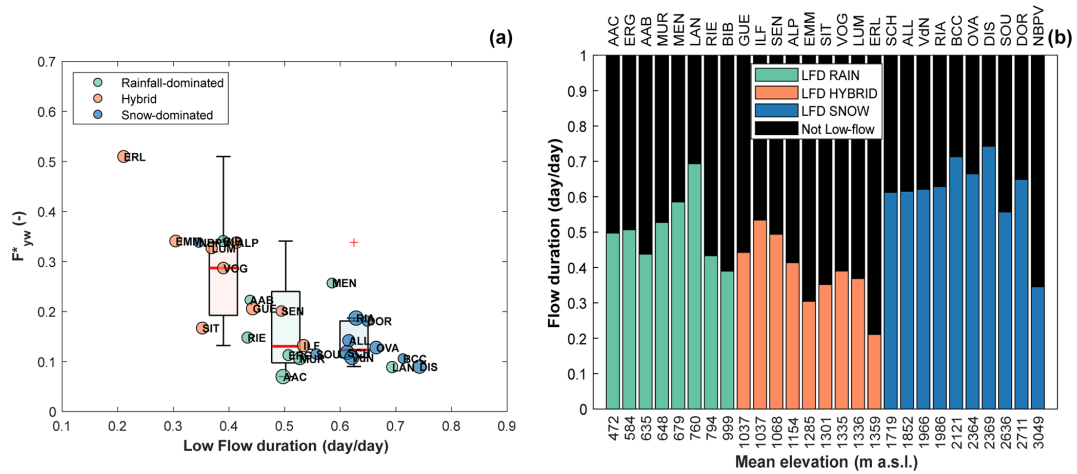 (a)
0.7
0.6
0.5
0.4
0.3
0.2
0.1
0
F*yw (-)
Rainfall-dominated
Hybrid
Snow-dominated
ERL
EMM
NBPV
BIB
ALP
LUM
VOG
MEN
AAB
GUE
SEN
SIT
RIE
RIA
DOR
ILF
ALL
OVA
ERG
MUR
SOU
SCH
VdN
BCC
LAN
DIS
AAC
0.1 0.2 0.3 0.4 0.5 0.6 0.7 0.8 0.9
Low Flow duration (day/day)
AAC ERG AAB MUR MEN LAN RIE BIB GUE ILF SEN ALP EMM SIT VOG LUM ERL SCH ALL VdN RIA BCC OVA DIS SOU DOR NBPV
(b)
1
0.9
0.8
0.7
0.6
0.5
0.4
0.3
0.2
0.1
0
Flow duration (day/day)
LFD RAIN
LFD HYBRID
LFD SNOW
Not Low-flow
472 584 635 648 679 760 794 999 1037 1037 1068 1154 1285 1301 1335 1336 1359 1719 1852 1966 1986 2121 2364 2369 2636 2711 3049
Mean elevation (m a.s.l.)